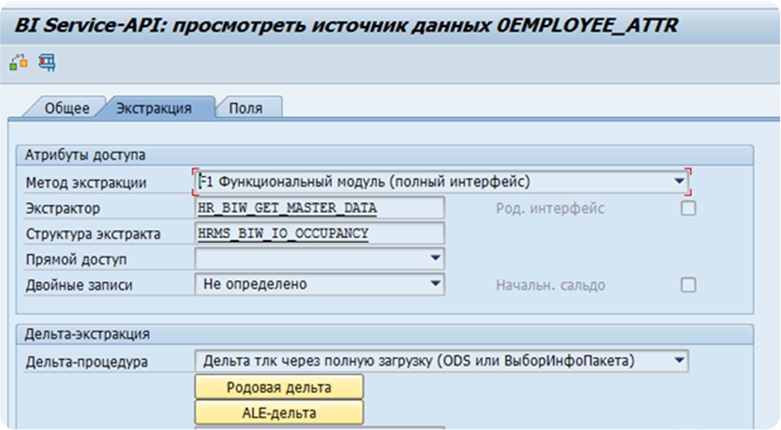 BI Service-API: просмотреть источник данных 0EMPLOYEE_ATTR
Общее Экстракция Поля
Атрибуты доступа
Метод экстракции F1 Функциональный модуль (полный интерфейс)
Экстрактор HR_BIW_GET_MASTER_DATA Род. интерфейс
Структура экстракта HRMS_BIW_IO_OCCUPANCY
Прямой доступ
Двойные записи Не определено Начальн. сальдо
Дельта-экстракция
Дельта-процедура Дельта тлк через полную загрузку (ODS или ВыборИнфоПакета)
Родовая дельта
ALE-дельта